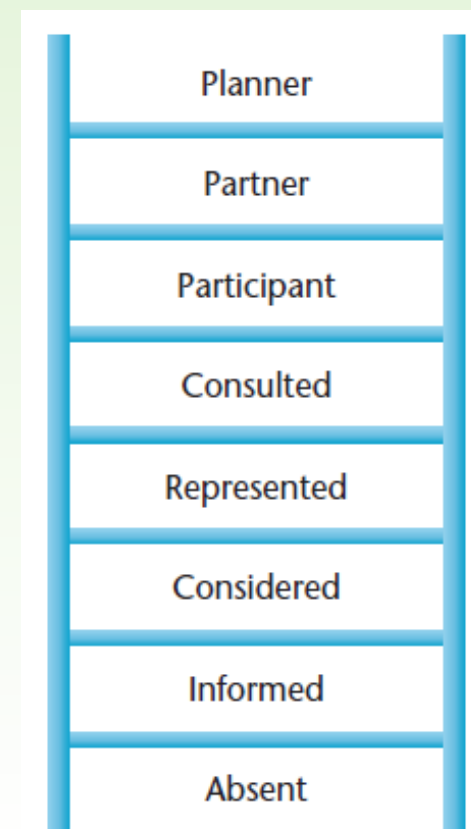 Planner
Partner
Participant
Consulted
Represented
Considered
Informed
Absent